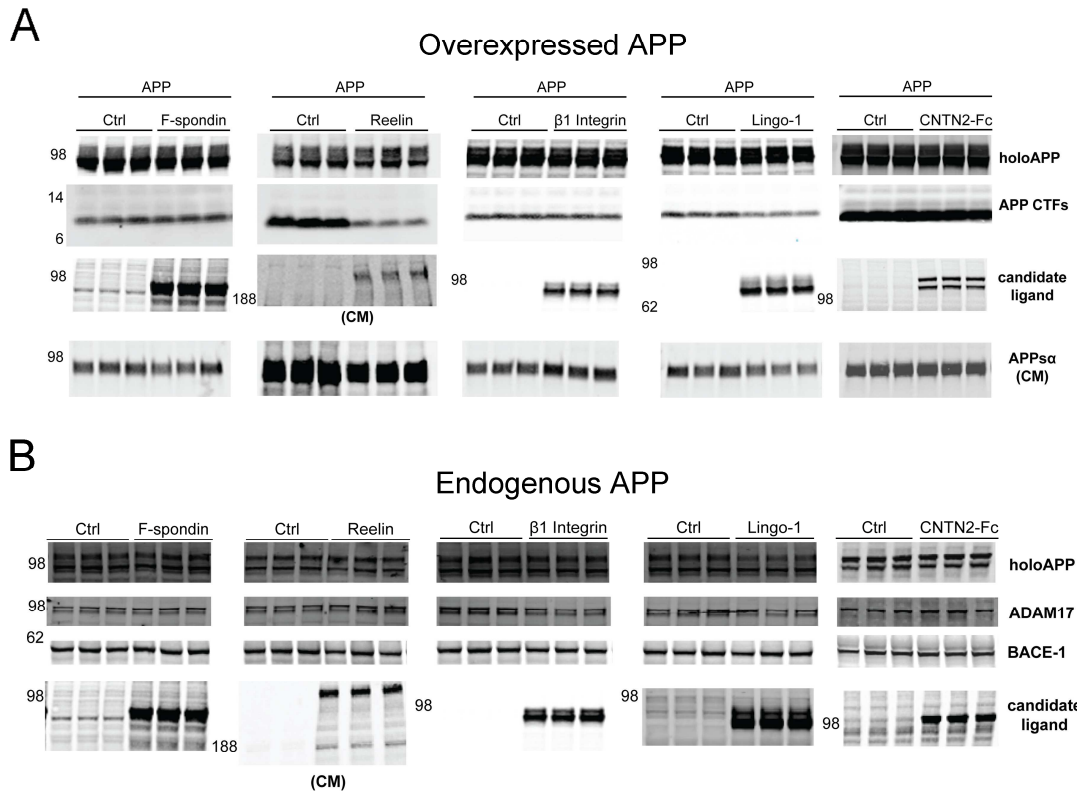 A
Overexpressed APP
APP APP APP APP APP
Ctrl F-spondin Ctrl Reelin Ctrl β1 Integrin Ctrl Lingo-1 Ctrl CNTN2-Fc
98 holoAPP
14
APP CTFs
6
98 188 98 98 62 98 candidate
ligand
(CM)
98 APPsα
(CM)
B
Endogenous APP
Ctrl F-spondin Ctrl Reelin Ctrl β1 Integrin Ctrl Lingo-1 Ctrl CNTN2-Fc
98 holoAPP
98 ADAM17
62 BACE-1
98 188 98 98 98 candidate
ligand
(CM)